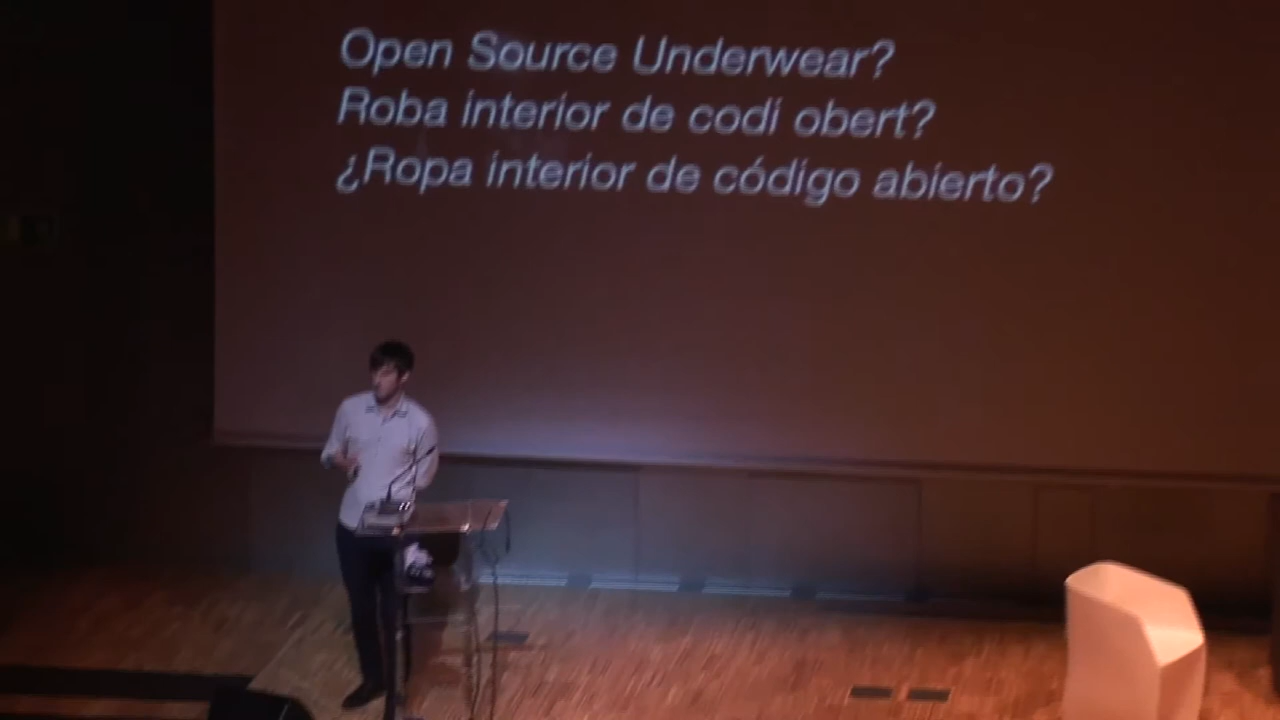 Open Source Underwear?
Roba interior de codi obert?
¿Ropa interior de código abierto?